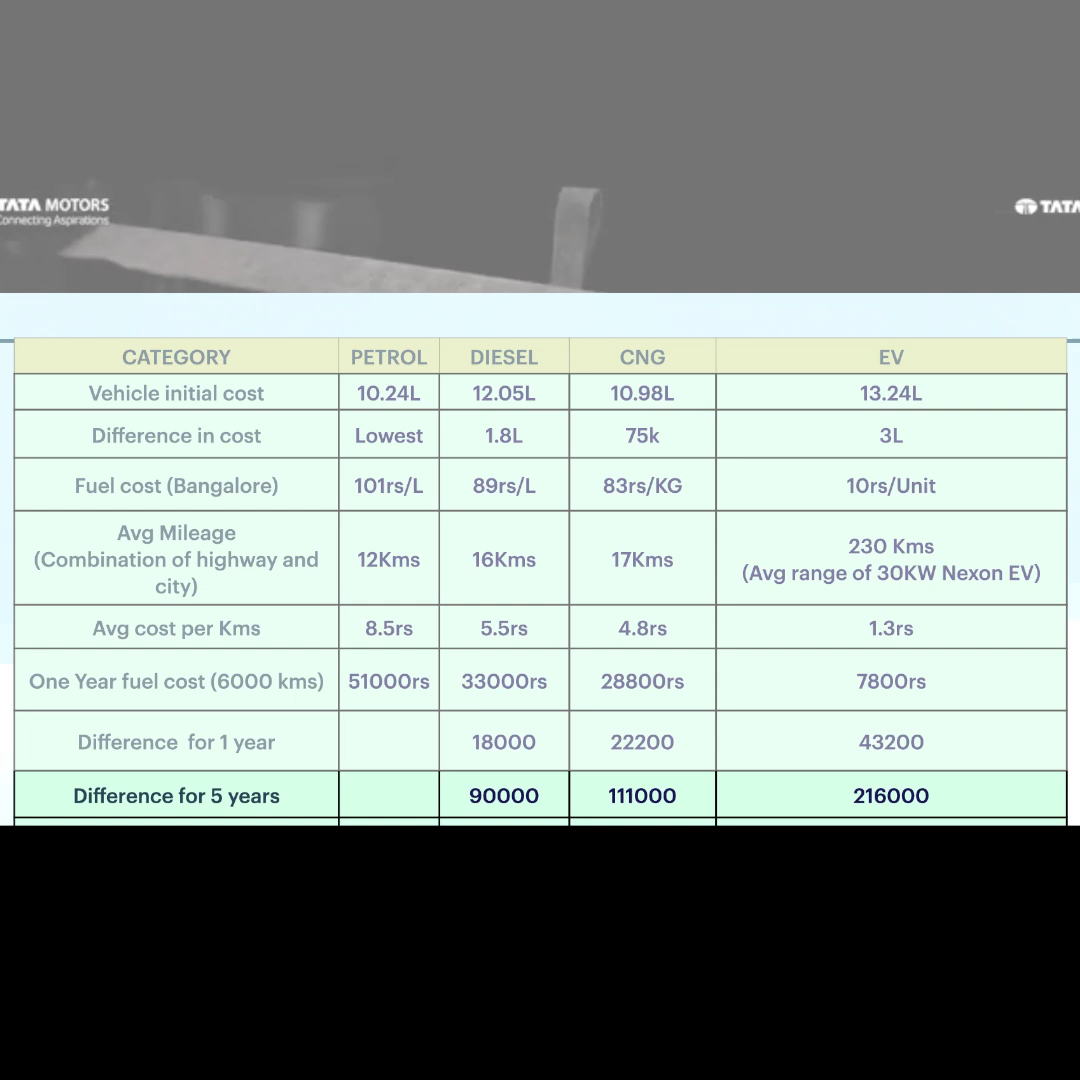 TATA MOTORS
Connecting Aspirations
TATA
CATEGORY PETROL DIESEL CNG EV
Vehicle initial cost 10.24L 12.05L 10.98L 13.24L
Difference in cost Lowest 1.8L 75k 3L
Fuel cost (Bangalore) 101rs/L 89rs/L 83rs/KG 10rs/Unit
Avg Mileage
(Combination of highway and
city) 12Kms 16Kms 17Kms 230 Kms
(Avg range of 30KW Nexon EV)
Avg cost per Kms 8.5rs 5.5rs 4.8rs 1.3rs
One Year fuel cost (6000 kms) 51000rs 33000rs 28800rs 7800rs
Difference for 1 year 18000 22200 43200
Difference for 5 years 90000 111000 216000